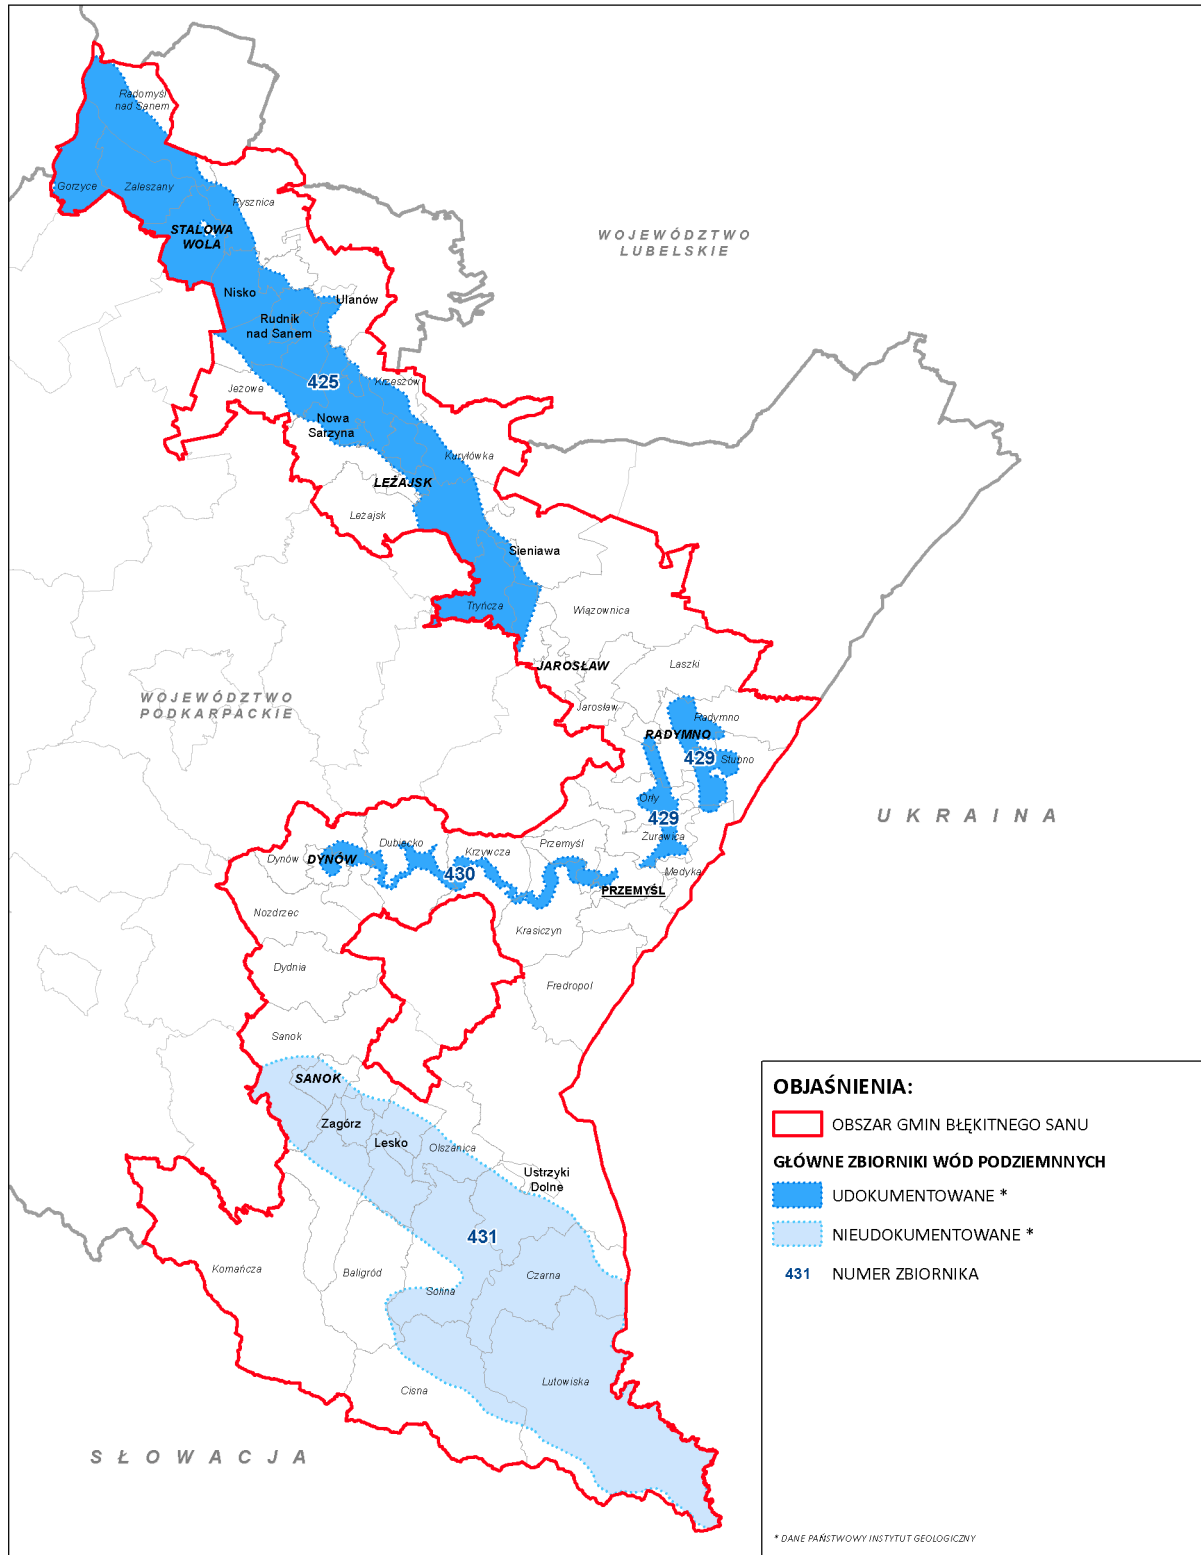 Radomyśl
nad Sanem
Gorzyce
Zaleszany
Pysznica
STALOWA
WOLA
WOJEWÓDZTWO
LUBELSKIE
Nisko
Ulanów
Rudnik
nad Sanem
425
Jeżowe
Krzeszów
Nowa
Sarzyna
Kuryłówka
LEŻAJSK
Leżajsk
Sieniawa
Tryńcza
Wiązownica
JAROSŁAW
Laszki
WOJEWÓDZTWO
PODKARPACKIE
Jarosław
Radymno
RADYMNO
429
Stupno
Orły
429
UKRAINA
Żurawica
Dubiecko
Krzywcza
Przemyśl
Dynów
DYNÓW
430
Medyka
PRZEMYŚL
Nozdrzec
Krasiczyn
Dydnia
Fredropol
Sanok
SANOK
Zagórz
Lesko
Olszanica
Ustrzyki
Dolne
431
Komańcza
Baligród
Solina
Czarna
Cisna
Lutowiska
SŁOWACJA
OBJAŚNIENIA:
OBSZAR GMIN BŁĘKITNEGO SANU
GŁÓWNE ZBIORNIKI WÓD PODZIEMNNYCH
UDOKUMENTOWANE *
NIEUDOKUMENTOWANE *
431 NUMER ZBIORNIKA
* DANE PAŃSTWOWY INSTYTUT GEOLOGICZNY